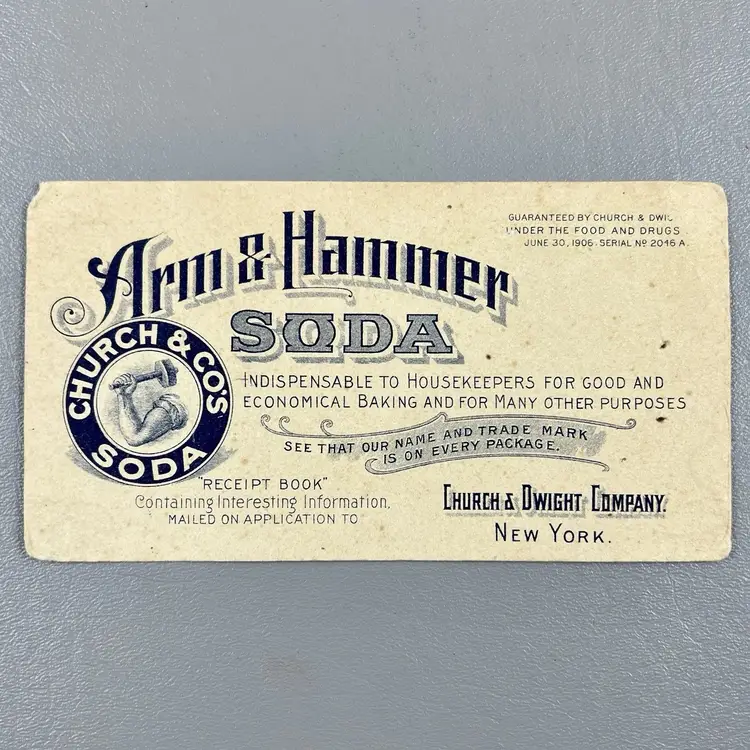 GUARANTEED BY CHURCH &
UNDER THE FOOD AND DRUGS
JUNE 30, 1906. SERIAL Nº 2046 A.
Arm & Hammer
SODA
CHURCH & CO'S
SODA
INDISPENSABLE TO HOUSEKEEPERS FOR GOOD AND
ECONOMICAL BAKING AND FOR MANY OTHER PURPOSES
SEE THAT OUR NAME AND TRADE MARK
IS ON EVERY PACKAGE.
"RECEIPT BOOK"
Containing Interesting Information,
MAILED ON APPLICATION TO
CHURCH & DWIGHT COMPANY.
NEW YORK.